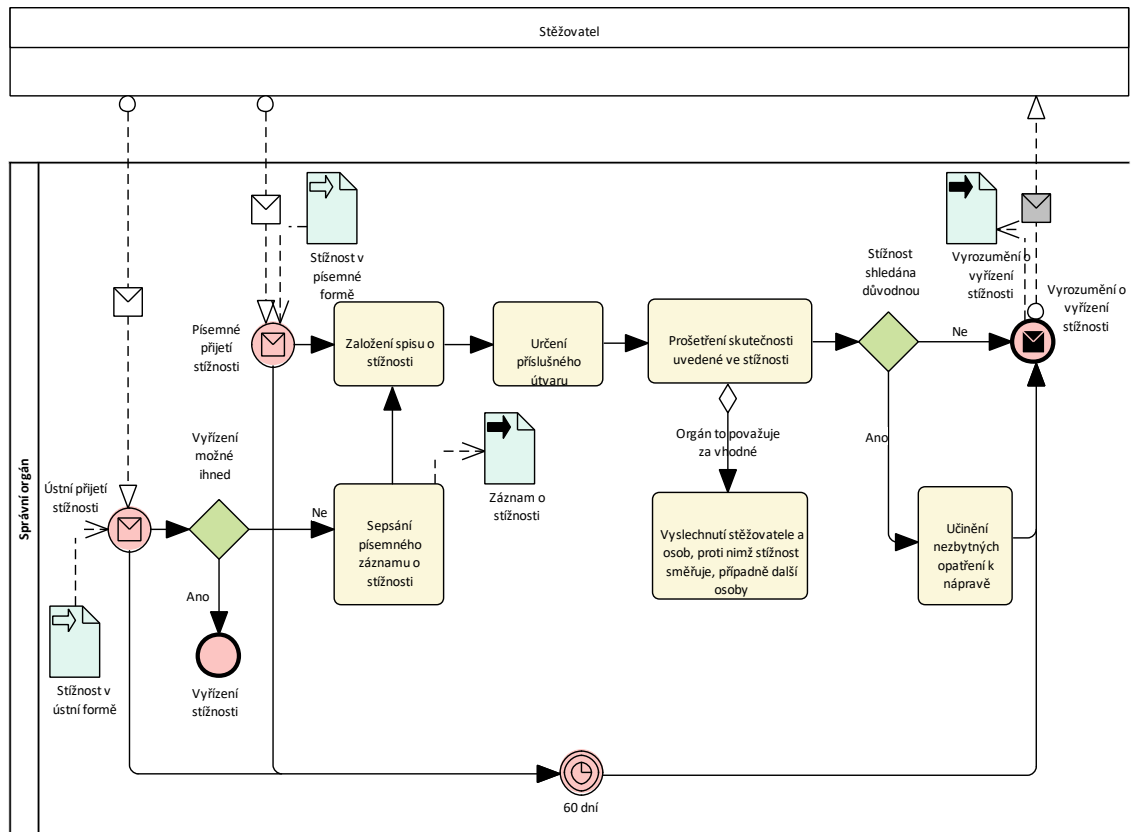 Stěžovatel
Správní orgán
Stížnost v
písemné
formě
Písemné
přijetí
stížnosti
Založení spisu o
stížnosti
Určení
příslušného
útvaru
Prošetření skutečnosti
uvedené ve stížnosti
Stížnost
shledána
důvodnou
Ne
Vyrozumění o
vyřízení
stížnosti
Vyrozumění o
vyřízení
stížnosti
Ano
Orgán to považuje
za vhodné
Vyřízení
možné
ihned
Ústní přijetí
stížnosti
Ne
Sepsání
písemného
záznamu o
stížnosti
Záznam o
stížnosti
Vyslechnutí stěžovatele a
osob, proti nimž stížnost
směřuje, případně další
osoby
Učinění
nezbytných
opatření k
nápravě
Ano
Stížnost v
ústní formě
Vyřízení
stížnosti
60 dní